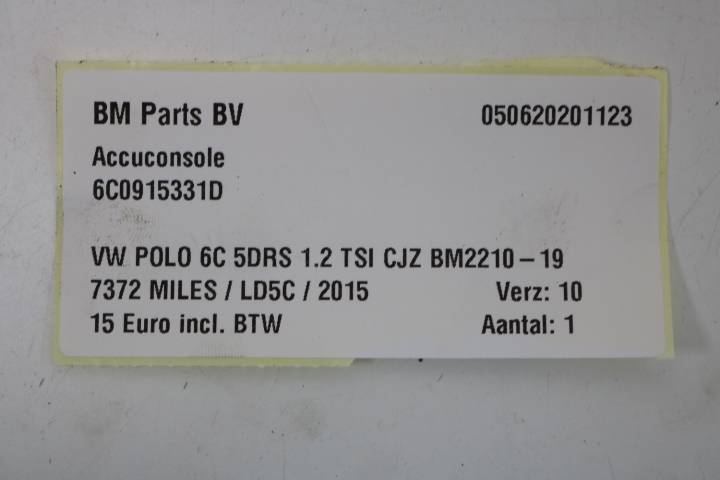 BM Parts BV 050620201123
Accuconsole
6C0915331D
VW POLO 6C 5DRS 1.2 TSI CJZ BM2210 – 19
7372 MILES / LD5C / 2015 Verz: 10
15 Euro incl. BTW Aantal: 1